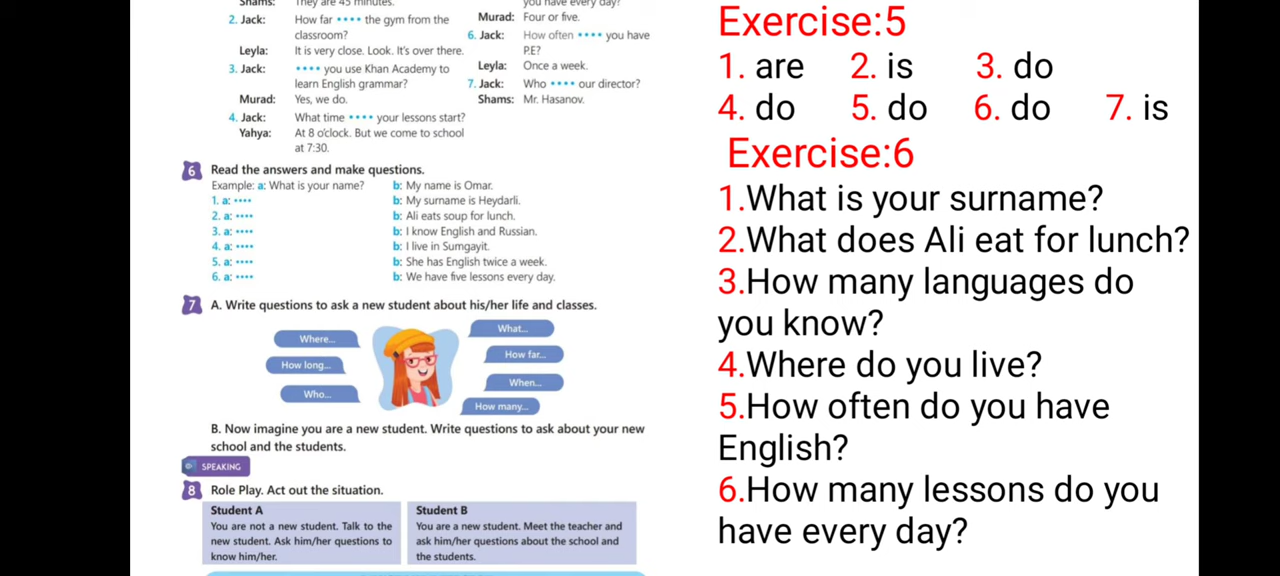 Shams: They are 45 minutes.
2. Jack: How far •••• the gym from the
classroom?
Leyla: It is very close. Look. It's over there.
3. Jack: •••• you use Khan Academy to
learn English grammar?
Murad: Yes, we do.
4. Jack: What time •••• your lessons start?
Yahya: At 8 o'clock. But we come to school
at 7:30.
you have every day?
Murad: Four or five.
6. Jack: How often •••• you have
P.E?
Leyla: Once a week.
7. Jack: Who •••• our director?
Shams: Mr. Hasanov.
6 Read the answers and make questions.
Example: a: What is your name? b: My name is Omar.
1. a: •••• b: My surname is Heydarli.
2. a: •••• b: Ali eats soup for lunch.
3. a: •••• b: I know English and Russian.
4. a: •••• b: I live in Sumgayit.
5. a: •••• b: She has English twice a week.
6. a: •••• b: We have five lessons every day.
7 A. Write questions to ask a new student about his/her life and classes.
Where...
How long...
Who...
What...
How far...
When...
How many...
B. Now imagine you are a new student. Write questions to ask about your new
school and the students.
SPEAKING
8 Role Play. Act out the situation.
Student A
You are not a new student. Talk to the
new student. Ask him/her questions to
know him/her.
Student B
You are a new student. Meet the teacher and
ask him/her questions about the school and
the students.
Exercise:5
1. are 2. is 3. do
4. do 5. do 6. do 7. is
Exercise:6
1.What is your surname?
2.What does Ali eat for lunch?
3.How many languages do
you know?
4.Where do you live?
5.How often do you have
English?
6.How many lessons do you
have every day?